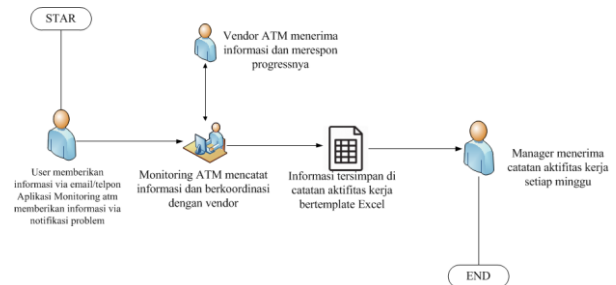 STAR
Vendor ATM menerima
informasi dan merespon
progressnya
User memberikan
informasi via email/telpon
Aplikasi Monitoring atm
memberikan informasi via
notifikasi problem
Monitoring ATM mencatat
informasi dan berkoordinasi
dengan vendor
Informasi tersimpan di
catatan aktifitas kerja
bertemplate Excel
Manager menerima
catatan aktifitas kerja
setiap minggu
END